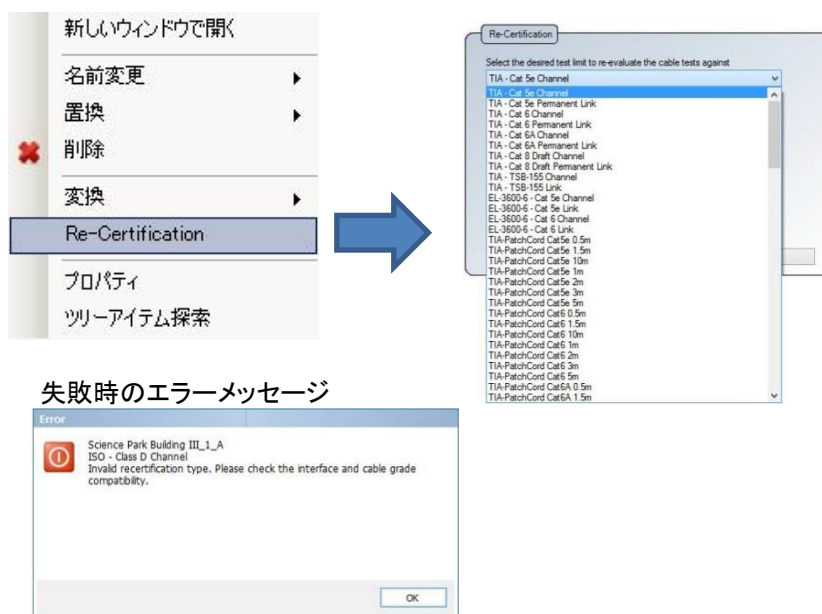 新しいウィンドウで開く
名前変更
置換
削除
変換
Re-Certification
プロパティ
ツリーアイテム探索
Re-Certification
Select the desired test limit to re-evaluate the cable tests against
TIA - Cat 5e Channel
TIA - Cat 5e Channel
TIA - Cat 5e Permanent Link
TIA - Cat 6 Channel
TIA - Cat 6 Permanent Link
TIA - Cat 6A Channel
TIA - Cat 6A Permanent Link
TIA - Cat 8 Draft Channel
TIA - Cat 8 Draft Permanent Link
TIA - TSB-155 Channel
TIA - TSB-155 Link
EL-3600-6 - Cat 5e Channel
EL-3600-6 - Cat 5e Link
EL-3600-6 - Cat 6 Channel
EL-3600-6 - Cat 6 Link
TIA-PatchCord Cat5e 0.5m
TIA-PatchCord Cat5e 1.5m
TIA-PatchCord Cat5e 10m
TIA-PatchCord Cat5e 1m
TIA-PatchCord Cat5e 2m
TIA-PatchCord Cat5e 3m
TIA-PatchCord Cat5e 5m
TIA-PatchCord Cat6 0.5m
TIA-PatchCord Cat6 1.5m
TIA-PatchCord Cat6 10m
TIA-PatchCord Cat6 1m
TIA-PatchCord Cat6 2m
TIA-PatchCord Cat6 3m
TIA-PatchCord Cat6 5m
TIA-PatchCord Cat6A 0.5m
TIA-PatchCord Cat6A 1.5m
失敗時のエラーメッセージ
Error
Science Park Building III_1_A
ISO - Class D Channel
Invalid recertification type. Please check the interface and cable grade
compatibility.
OK